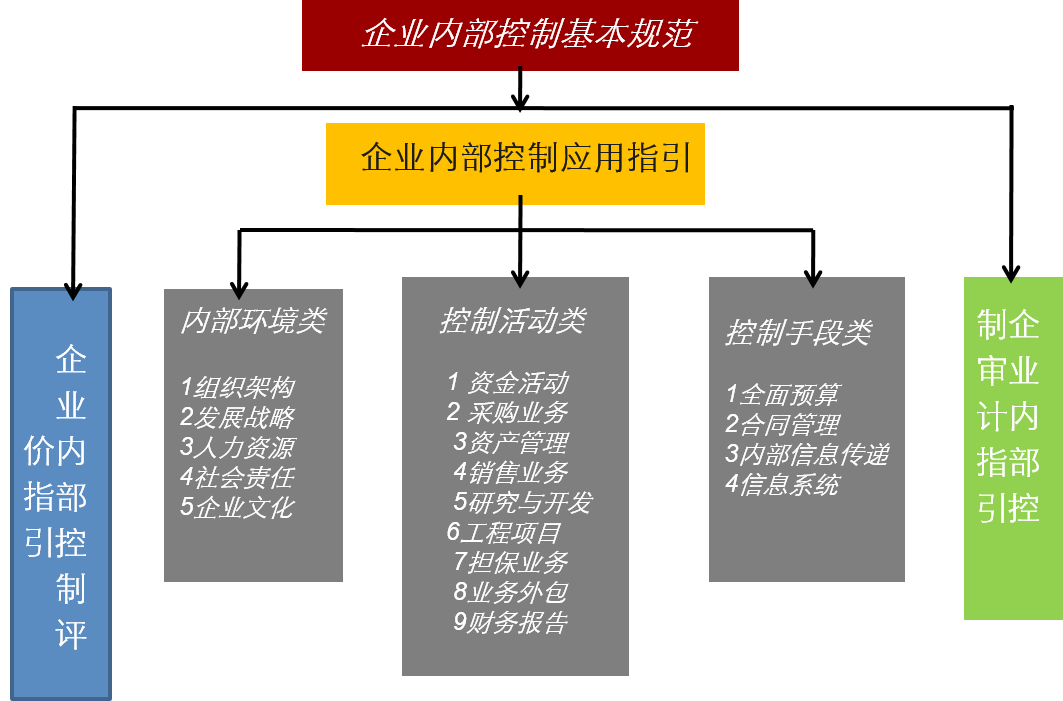 企业内部控制基本规范
企业内部控制应用指引
企业内部控制评
价指引
内部环境类
1组织架构
2发展战略
3人力资源
4社会责任
5企业文化
控制活动类
1 资金活动
2 采购业务
3资产管理
4销售业务
5研究与开发
6工程项目
7担保业务
8业务外包
9财务报告
控制手段类
1全面预算
2合同管理
3内部信息传递
4信息系统
企业内部控
制审计指引